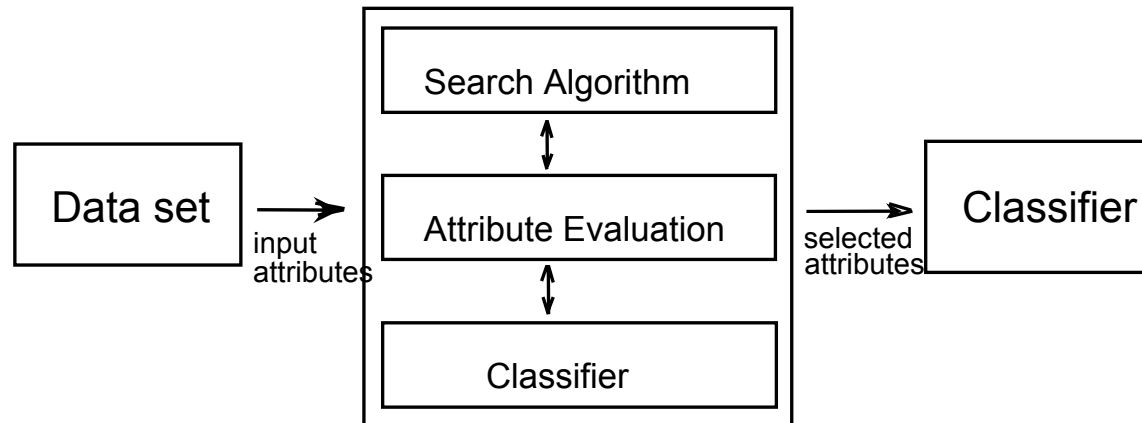 Search Algorithm
Data set
input
attributes
Attribute Evaluation
selected
attributes
Classifier
Classifier